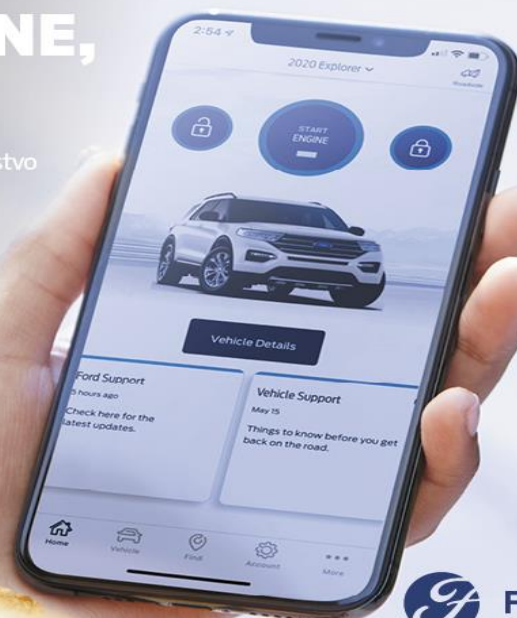 NE,
stvo
2:54
2020 Explorer
Roadside
START
ENGINE
Vehicle Details
Ford Support
5 hours ago
Check here for the
latest updates.
Vehicle Support
May 15
Things to know before you get
back on the road.
Home
Vehicle
Find
Account
More
F